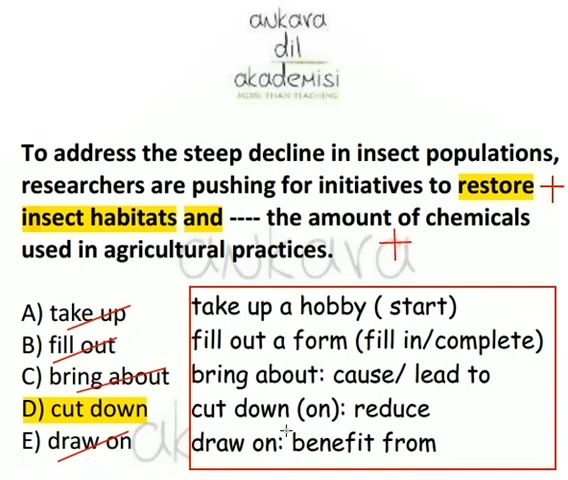 ankara
dil
akademisi
MORE THAN TEACHING
To address the steep decline in insect populations,
researchers are pushing for initiatives to restore +
insect habitats and ---- the amount of chemicals
used in agricultural practices. +
A) take up
B) fill out
C) bring about
D) cut down
E) draw on
take up a hobby ( start)
fill out a form (fill in/complete)
bring about: cause/ lead to
cut down (on): reduce
draw on: benefit from
ankara